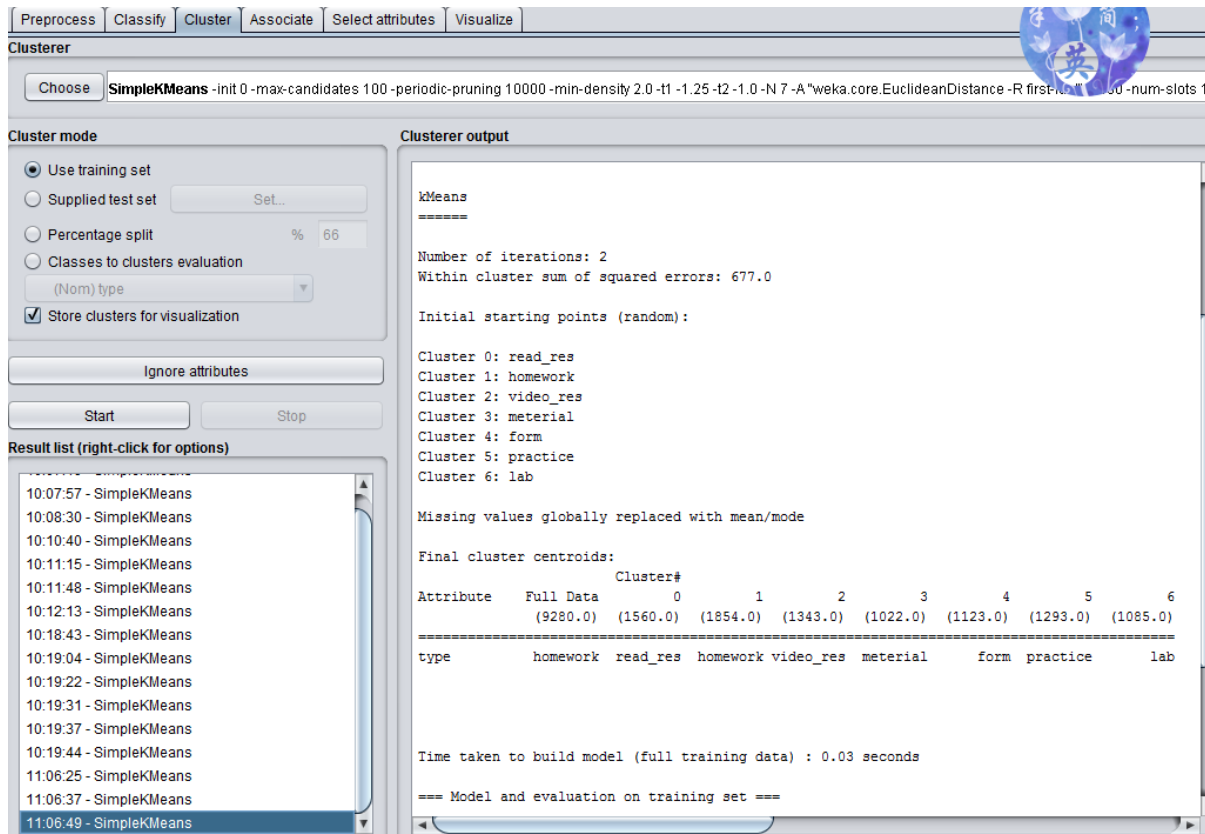 Preprocess Classify Cluster Associate Select attributes Visualize
Clusterer
Choose SimpleKMeans -init 0 -max-candidates 100 -periodic-pruning 10000 -min-density 2.0 -t1 -1.25 -t2 -1.0 -N 7 -A "weka.core.EuclideanDistance -R -num-slots 1
英
简
Cluster mode
Use training set
Supplied test set Set...
Percentage split % 66
Classes to clusters evaluation
(Nom) type
Store clusters for visualization
Ignore attributes
Start Stop
Result list (right-click for options)
10:07:57 - SimpleKMeans
10:08:30 - SimpleKMeans
10:10:40 - SimpleKMeans
10:11:15 - SimpleKMeans
10:11:48 - SimpleKMeans
10:12:13 - SimpleKMeans
10:18:43 - SimpleKMeans
10:19:04 - SimpleKMeans
10:19:22 - SimpleKMeans
10:19:31 - SimpleKMeans
10:19:37 - SimpleKMeans
10:19:44 - SimpleKMeans
11:06:25 - SimpleKMeans
11:06:37 - SimpleKMeans
11:06:49 - SimpleKMeans
Clusterer output
kMeans
======
Number of iterations: 2
Within cluster sum of squared errors: 677.0
Initial starting points (random):
Cluster 0: read_res
Cluster 1: homework
Cluster 2: video_res
Cluster 3: meterial
Cluster 4: form
Cluster 5: practice
Cluster 6: lab
Missing values globally replaced with mean/mode
Final cluster centroids:
Cluster#
Attribute Full Data 0 1 2 3 4 5 6
(9280.0) (1560.0) (1854.0) (1343.0) (1022.0) (1123.0) (1293.0) (1085.0)
==========================================================================================
type homework read_res homework video_res meterial form practice lab
Time taken to build model (full training data) : 0.03 seconds
=== Model and evaluation on training set ===